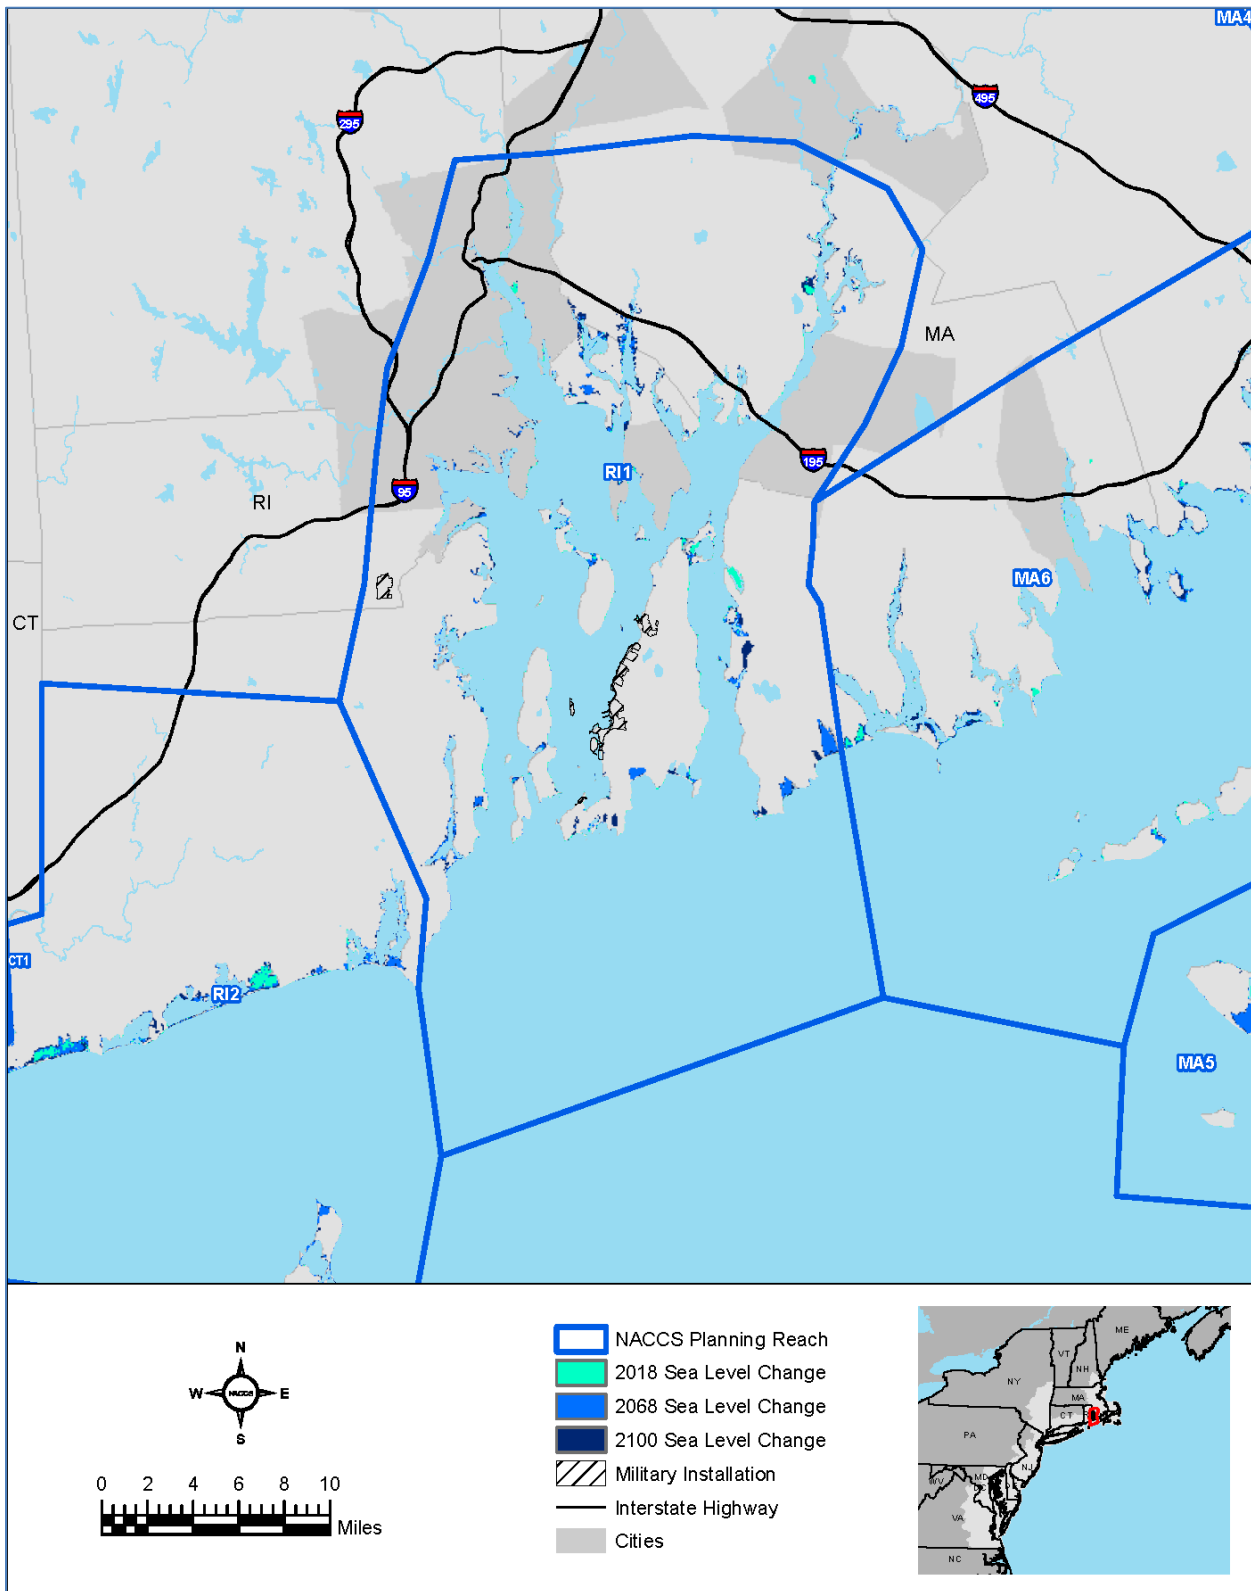 MA4
295
495
MA
RI1
195
95
RI
MA6
CT
CT1
RI2
MA5
N
W NACCS E
S
0 2 4 6 8 10
Miles
NACCS Planning Reach
2018 Sea Level Change
2068 Sea Level Change
2100 Sea Level Change
Military Installation
Interstate Highway
Cities
ME
VT
NH
NY
MA
CT
PA
NJ
MD
WV
VA
NC